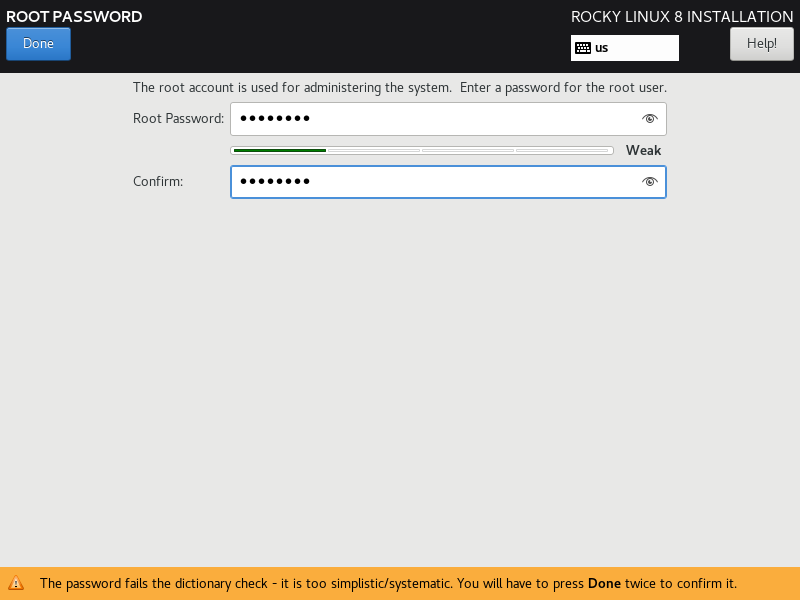 ROOT PASSWORD
ROCKY LINUX 8 INSTALLATION
Done
us
Help!
The root account is used for administering the system.  Enter a password for the root user.
Root Password: ●●●●●●●●
Weak
Confirm: ●●●●●●●●
The password fails the dictionary check - it is too simplistic/systematic. You will have to press Done twice to confirm it.